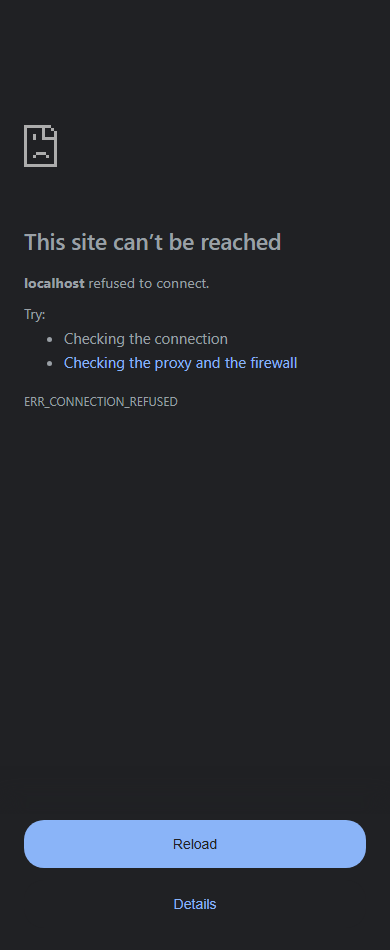 This site can’t be reached
localhost refused to connect.
Try:
• Checking the connection
• Checking the proxy and the firewall
ERR_CONNECTION_REFUSED
Reload
Details